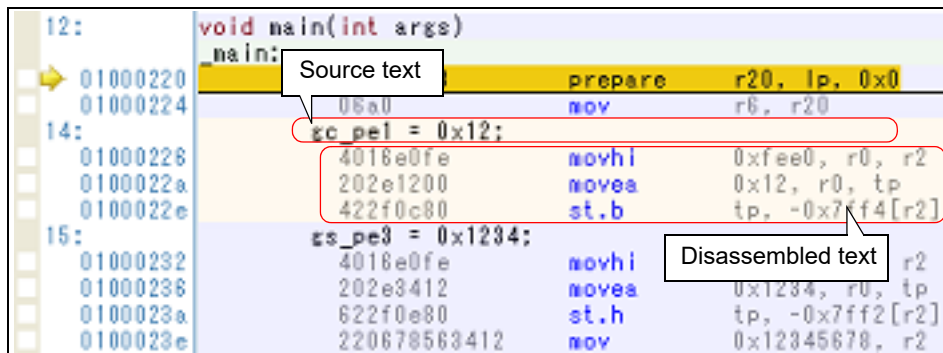 12: void main(int args)
_main:
01000220 prepare r20, lp, 0x0
01000224 06a0 mov r6, r20
14: gc_pe1 = 0x12;
01000226 4016e0fe movhi 0xfee0, r0, r2
0100022a 202e1200 movea 0x12, r0, tp
0100022e 422f0c80 st.b tp, -0x7ff4[r2]
15: gs_pe3 = 0x1234;
01000232 4016e0fe movhi r2
01000236 202e3412 movea 0x1234, r0, tp
0100023a 622f0e80 st.h tp, -0x7ff2[r2]
0100023e 220678563412 mov 0x12345678, r2
Source text
Disassembled text